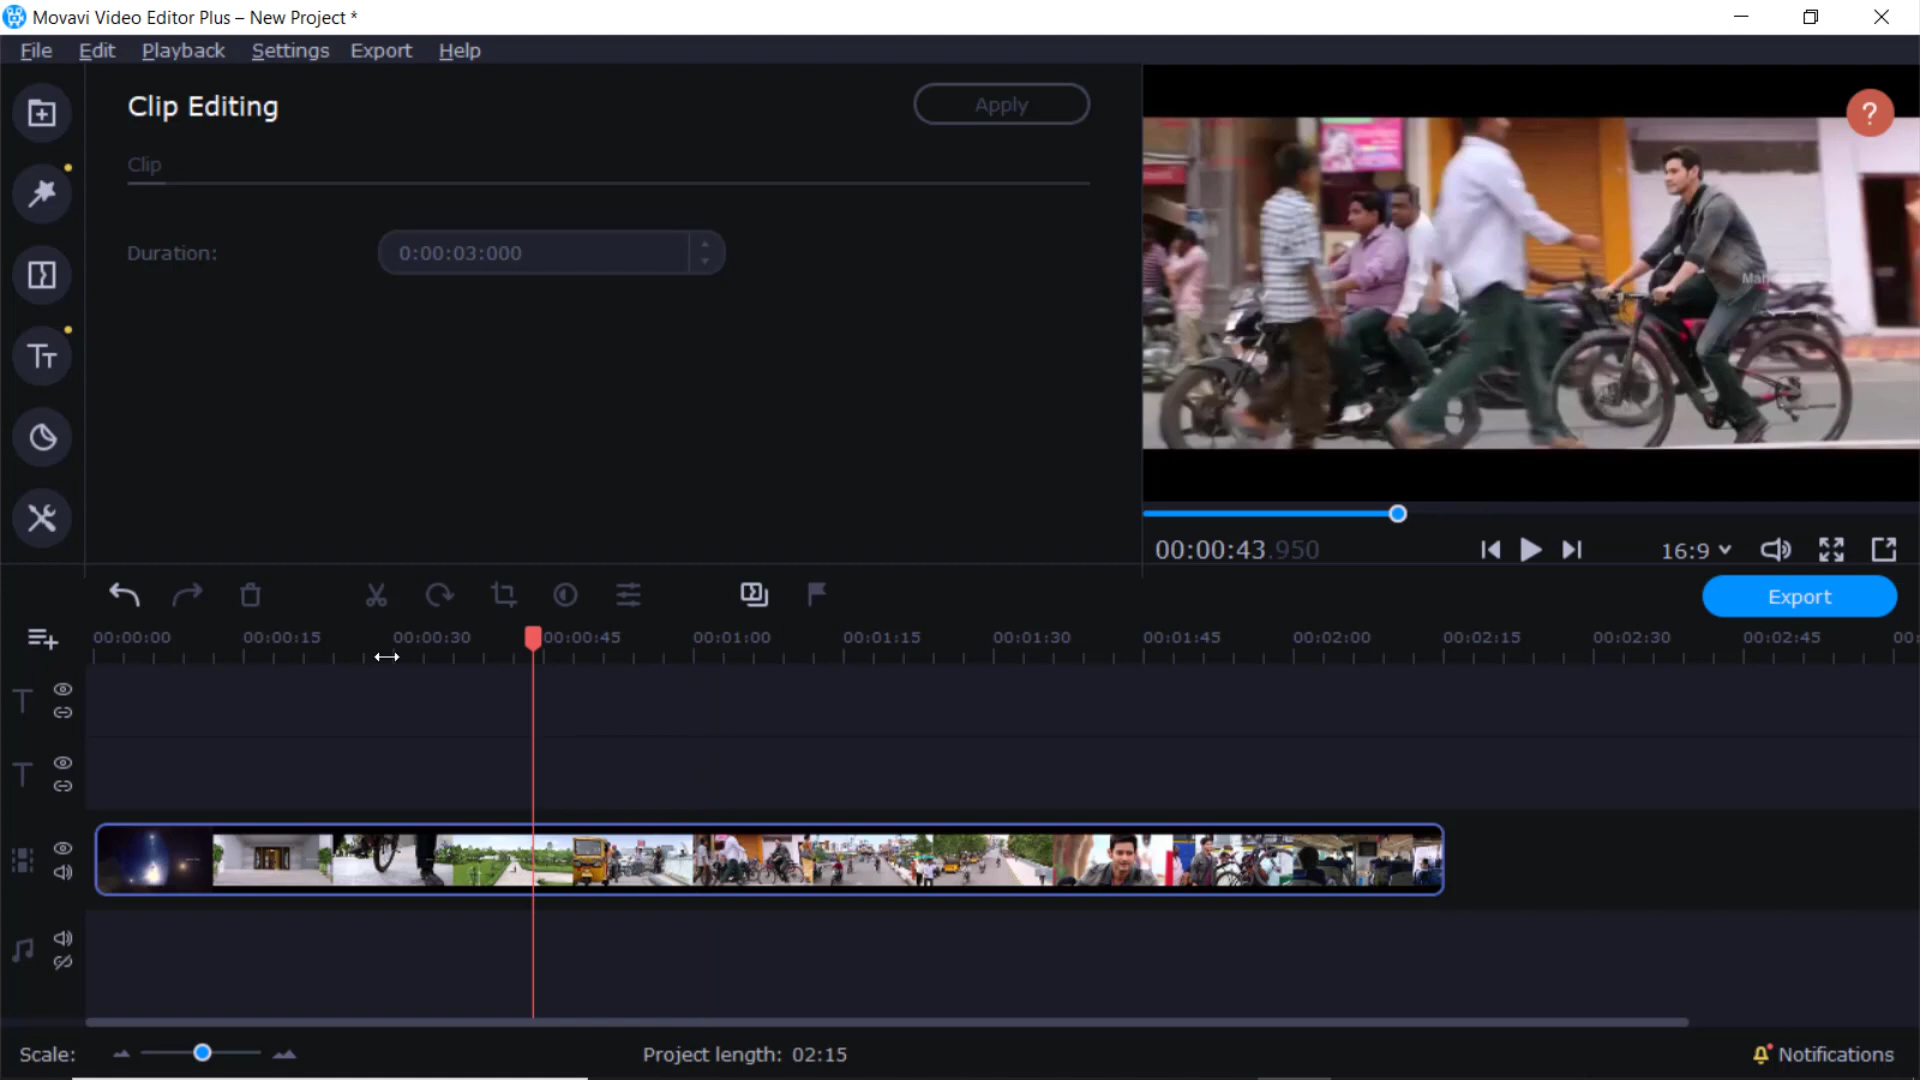 Movavi Video Editor Plus – New Project *
File Edit Playback Settings Export Help
Clip Editing
Apply
Clip
Duration:
0:00:03:000
?
00:00:43.950
16:9
Export
00:00:00 00:00:15 00:00:30 00:00:45 00:01:00 00:01:15 00:01:30 00:01:45 00:02:00 00:02:15 00:02:30 00:02:45
Scale:
Project length: 02:15
Notifications